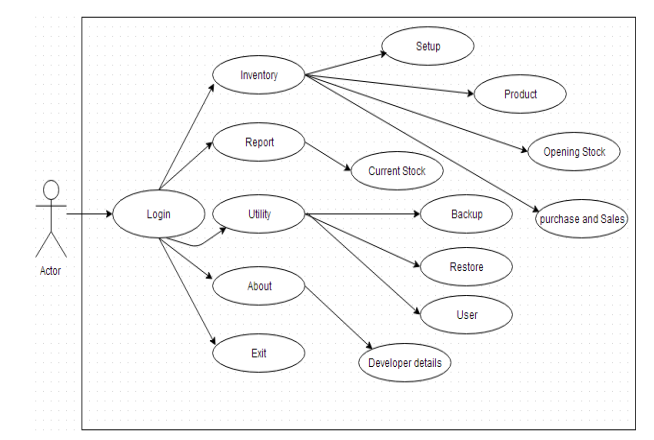 Setup
Inventory
Product
Report
Opening Stock
Current Stock
Login
Utility
Backup
purchase and Sales
Actor
Restore
About
User
Exit
Developer details